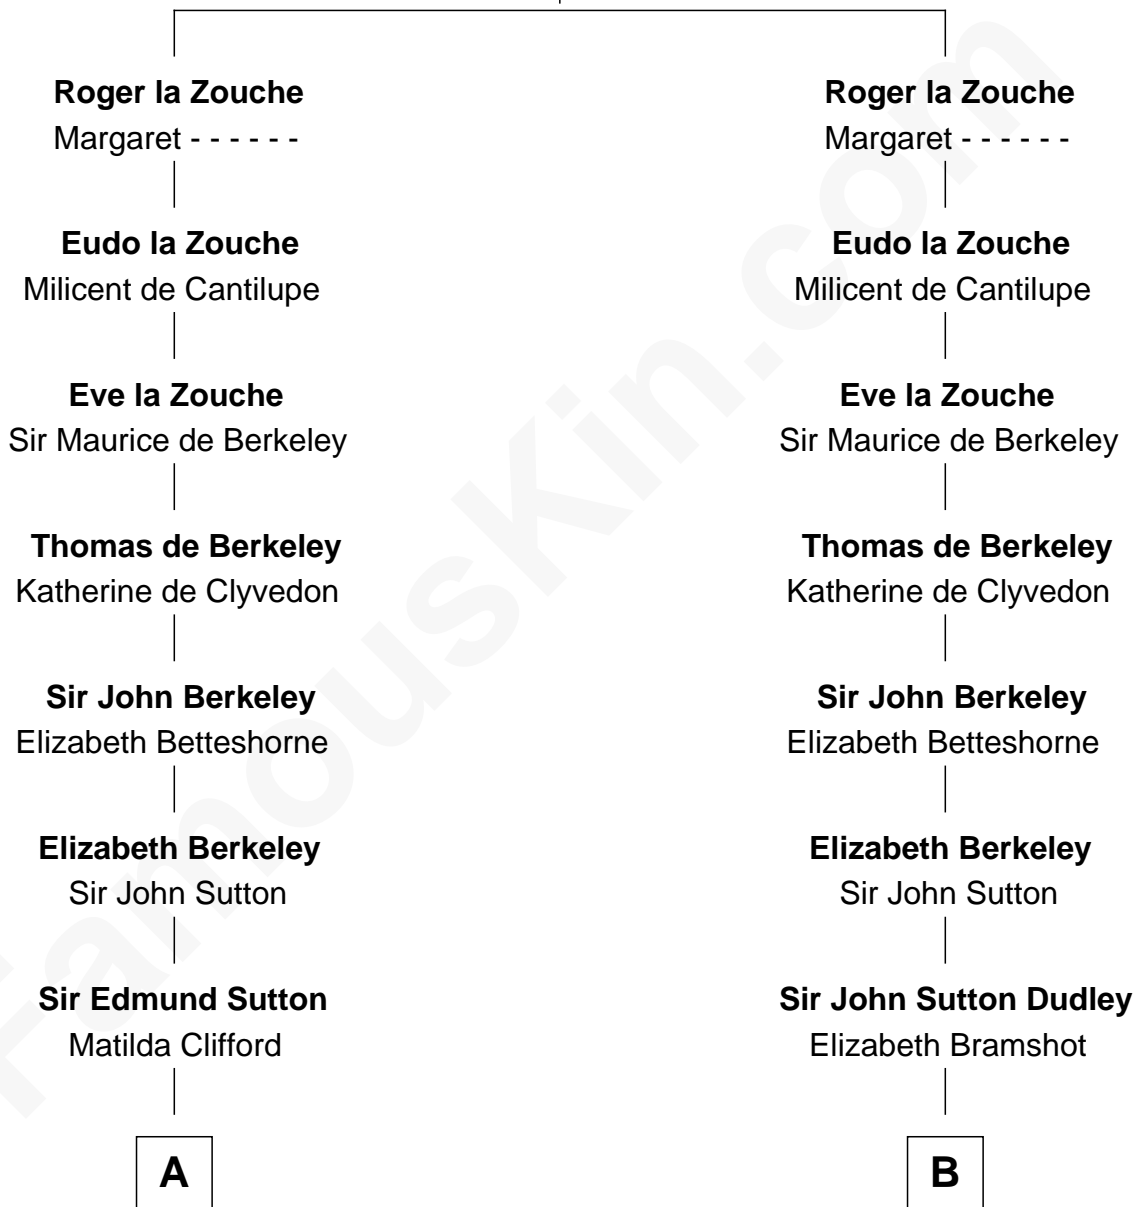 Roger la Zouche
Margaret - - - - - -
Eudo la Zouche
Milicent de Cantilupe
Eve la Zouche
Sir Maurice de Berkeley
Thomas de Berkeley
Katherine de Clyvedon
Sir John Berkeley
Elizabeth Betteshorne
Elizabeth Berkeley
Sir John Sutton
Sir Edmund Sutton
Matilda Clifford
A
Roger la Zouche
Margaret - - - - - -
Eudo la Zouche
Milicent de Cantilupe
Eve la Zouche
Sir Maurice de Berkeley
Thomas de Berkeley
Katherine de Clyvedon
Sir John Berkeley
Elizabeth Betteshorne
Elizabeth Berkeley
Sir John Sutton
Sir John Sutton Dudley
Elizabeth Bramshot
B
FamousKin.com